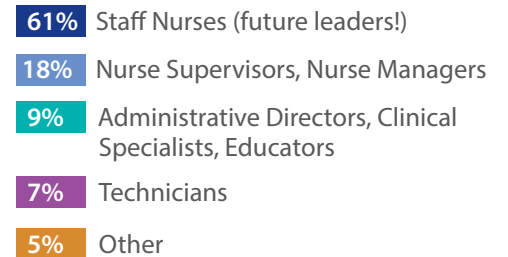 61% Staff Nurses (future leaders!)
18% Nurse Supervisors, Nurse Managers
9% Administrative Directors, Clinical
Specialists, Educators
7% Technicians
5% Other